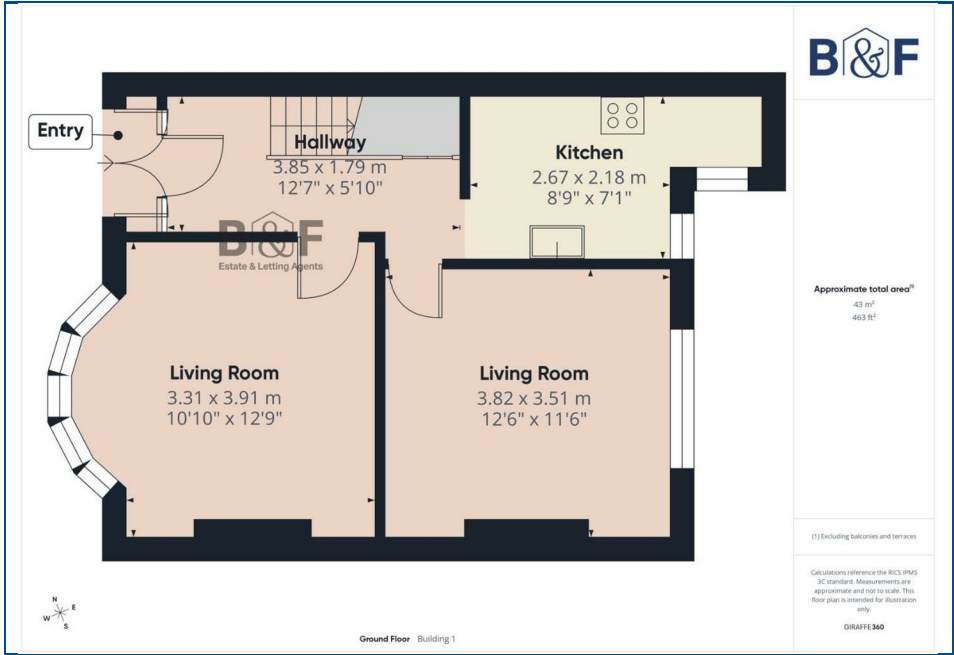 B&F
Entry
Hallway
3.85 x 1.79 m
12'7" x 5'10"
Kitchen
2.67 x 2.18 m
8'9" x 7'1"
B&F
Estate & Letting Agents
Living Room
3.31 x 3.91 m
10'10" x 12'9"
Living Room
3.82 x 3.51 m
12'6" x 11'6"
Approximate total area(1)
43 m²
463 ft²
(1) Excluding balconies and terraces
Calculations reference the RICS IPMS
3C standard. Measurements are
approximate and not to scale. This
floor plan is intended for illustration
only.
GIRAFFE360
N
E
W
S
Ground Floor Building 1